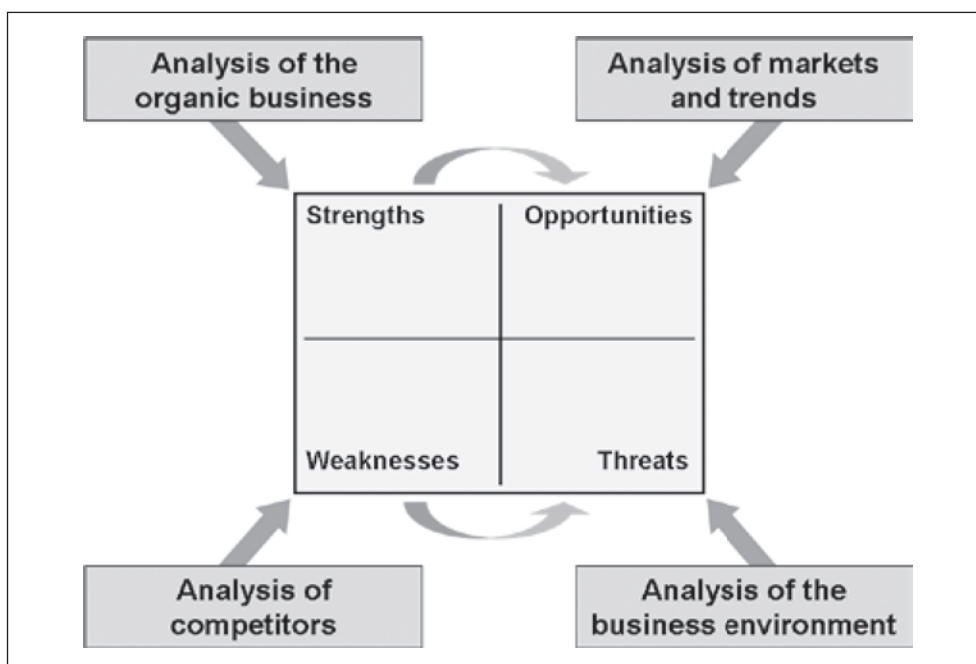 Analysis of the
organic business
Analysis of markets
and trends
Strengths
Opportunities
Weaknesses
Threats
Analysis of
competitors
Analysis of the
business environment